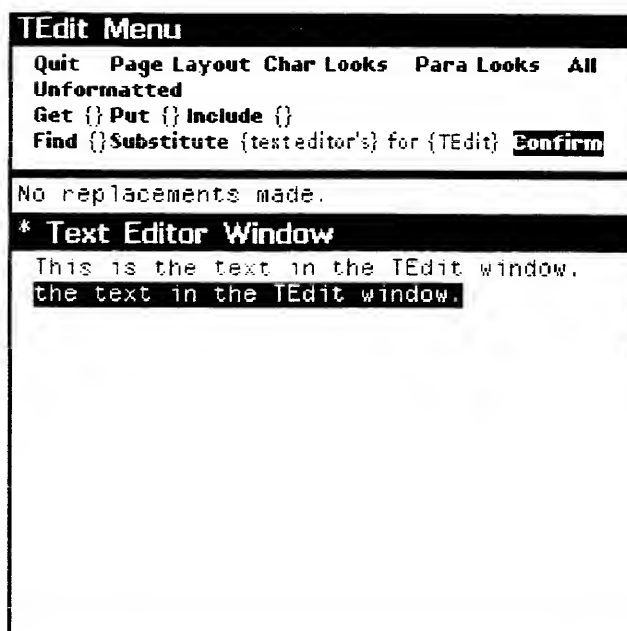 TEdit Menu
Quit Page Layout Char Looks Para Looks All
Unformatted
Get {} Put {} Include {}
Find {} Substitute {text editor's} for {TEdit} Confirm
No replacements made.
* Text Editor Window
This is the text in the TEdit window.
the text in the TEdit window.